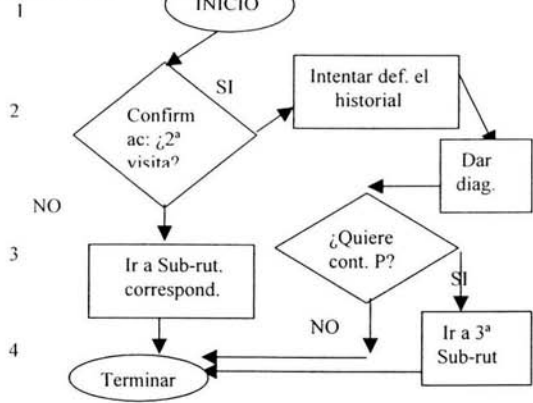 1
INICIO
2
Confirm
ac: ¿2ª
visita?
SI
Intentar def. el
historial
Dar
diag.
NO
3
Ir a Sub-rut.
correspond.
¿Quiere
cont. P?
SI
NO
Ir a 3ª
Sub-rut
4
Terminar